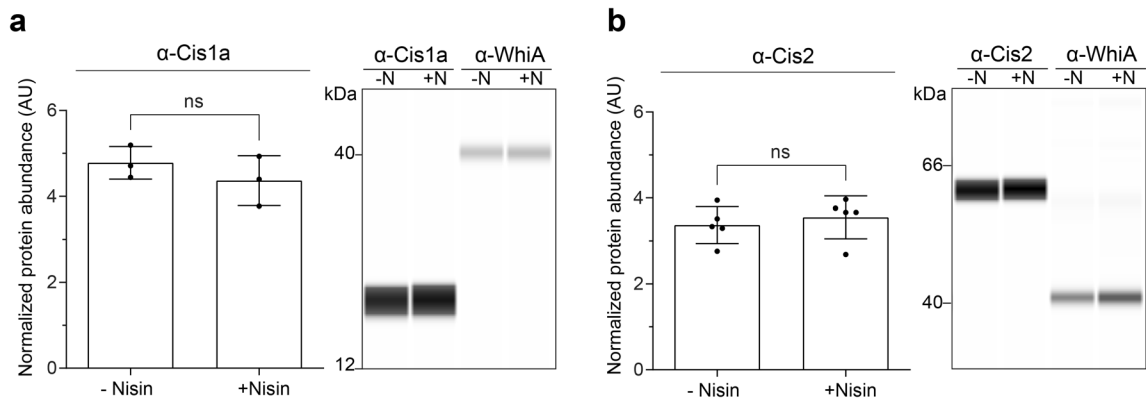 a
α-Cis1a
Normalized protein abundance (AU)
6
4
2
0
ns
- Nisin
+Nisin
α-Cis1a
α-WhiA
-N
+N
-N
+N
kDa
40
12
b
α-Cis2
Normalized protein abundance (AU)
6
4
2
0
ns
- Nisin
+Nisin
α-Cis2
α-WhiA
-N
+N
-N
+N
kDa
66
40